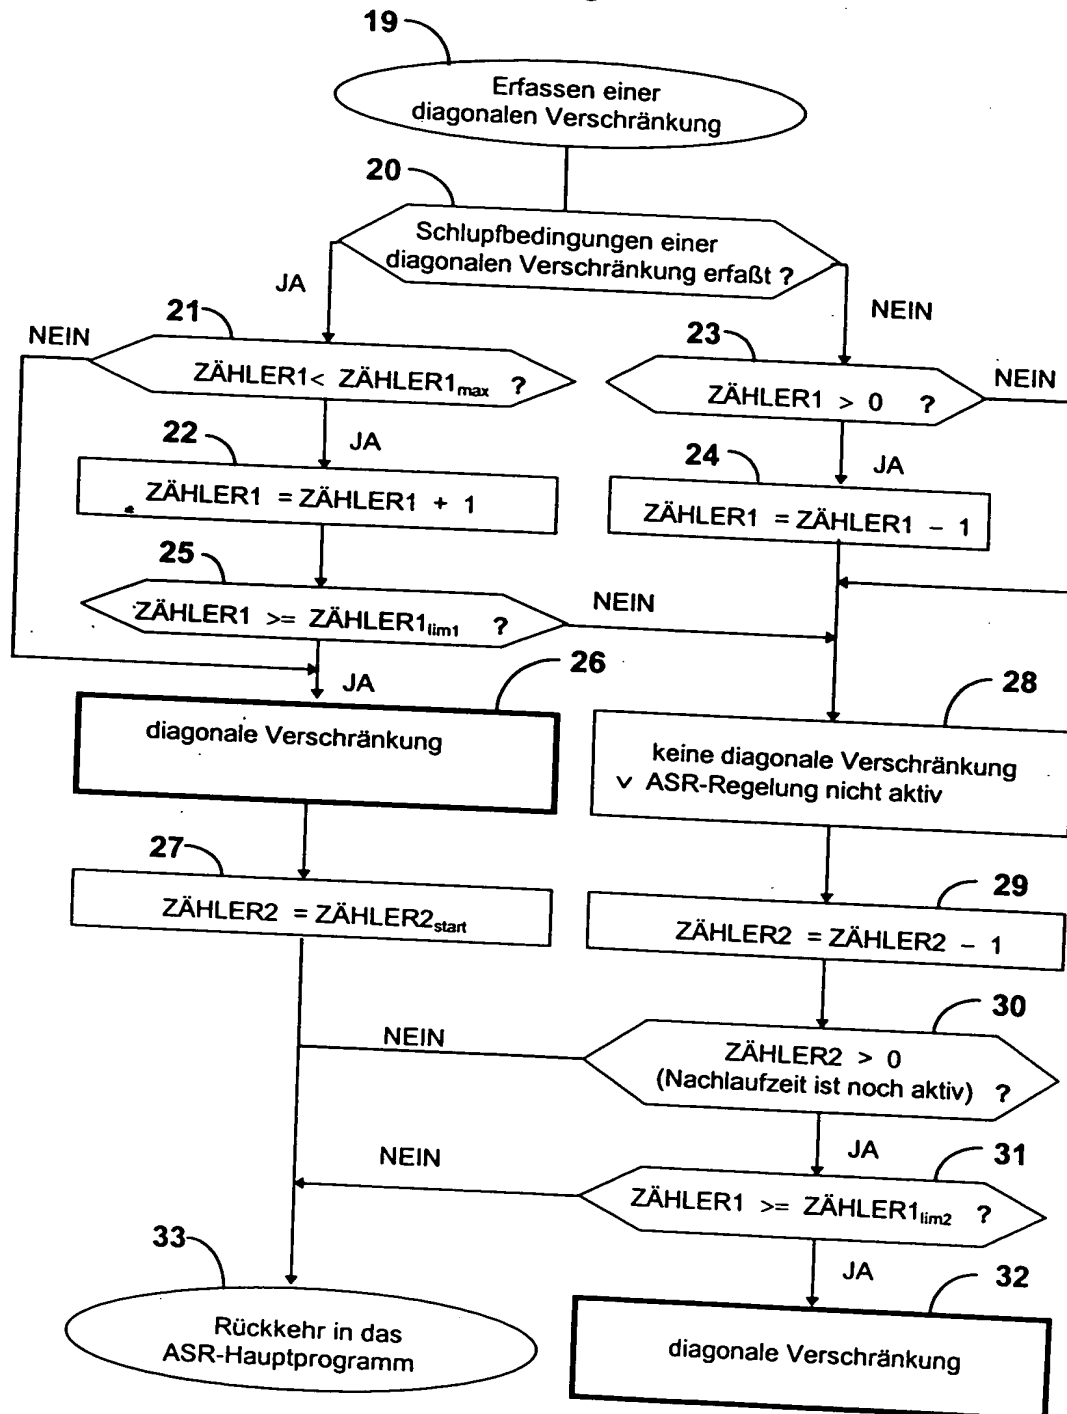 19
Erfassen einer
diagonalen Verschränkung
20
Schlupfbedingungen einer
diagonalen Verschränkung erfaßt ?
JA
NEIN
21
NEIN
ZÄHLER1< ZÄHLER1max ?
23
NEIN
ZÄHLER1 > 0 ?
JA
22
ZÄHLER1 = ZÄHLER1 + 1
JA
24
ZÄHLER1 = ZÄHLER1 – 1
25
ZÄHLER1 >= ZÄHLER1lim1 ?
NEIN
JA
26
diagonale Verschränkung
28
keine diagonale Verschränkung
v ASR-Regelung nicht aktiv
27
ZÄHLER2 = ZÄHLER2start
29
ZÄHLER2 = ZÄHLER2 – 1
30
NEIN
ZÄHLER2 > 0
(Nachlaufzeit ist noch aktiv) ?
JA
31
NEIN
ZÄHLER1 >= ZÄHLER1lim2 ?
JA
33
Rückkehr in das
ASR-Hauptprogramm
32
diagonale Verschränkung